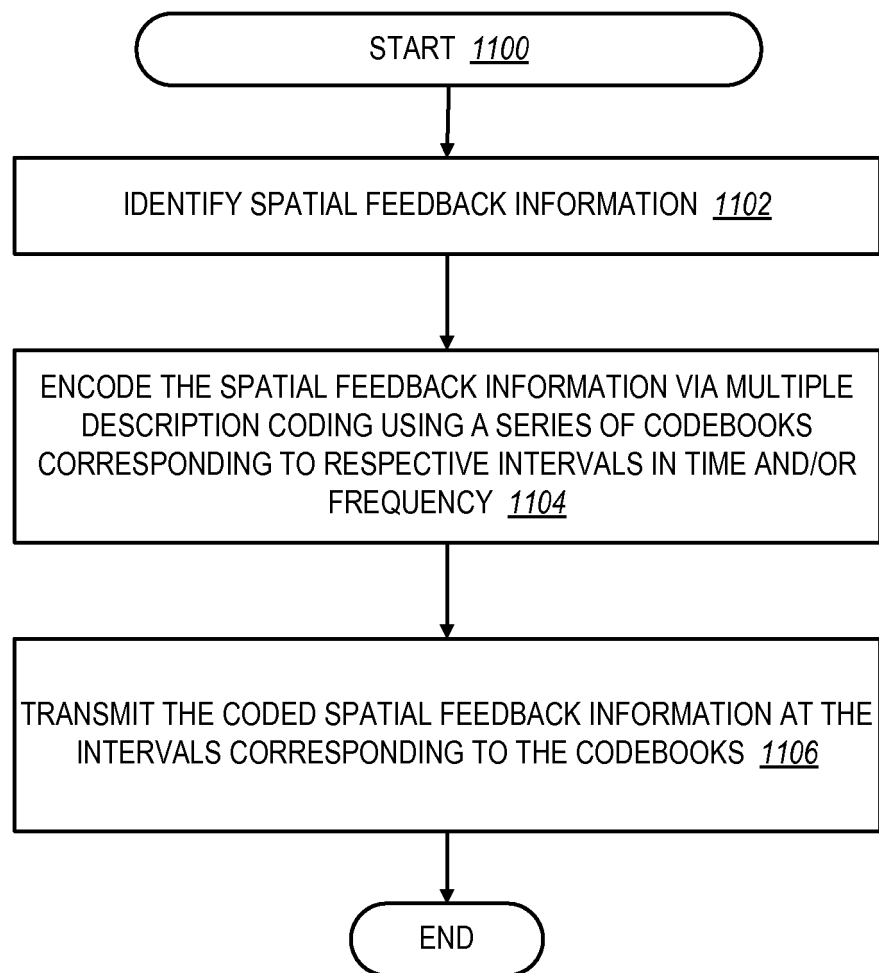 START 1100
IDENTIFY SPATIAL FEEDBACK INFORMATION 1102
ENCODE THE SPATIAL FEEDBACK INFORMATION VIA MULTIPLE
DESCRIPTION CODING USING A SERIES OF CODEBOOKS
CORRESPONDING TO RESPECTIVE INTERVALS IN TIME AND/OR
FREQUENCY 1104
TRANSMIT THE CODED SPATIAL FEEDBACK INFORMATION AT THE
INTERVALS CORRESPONDING TO THE CODEBOOKS 1106
END